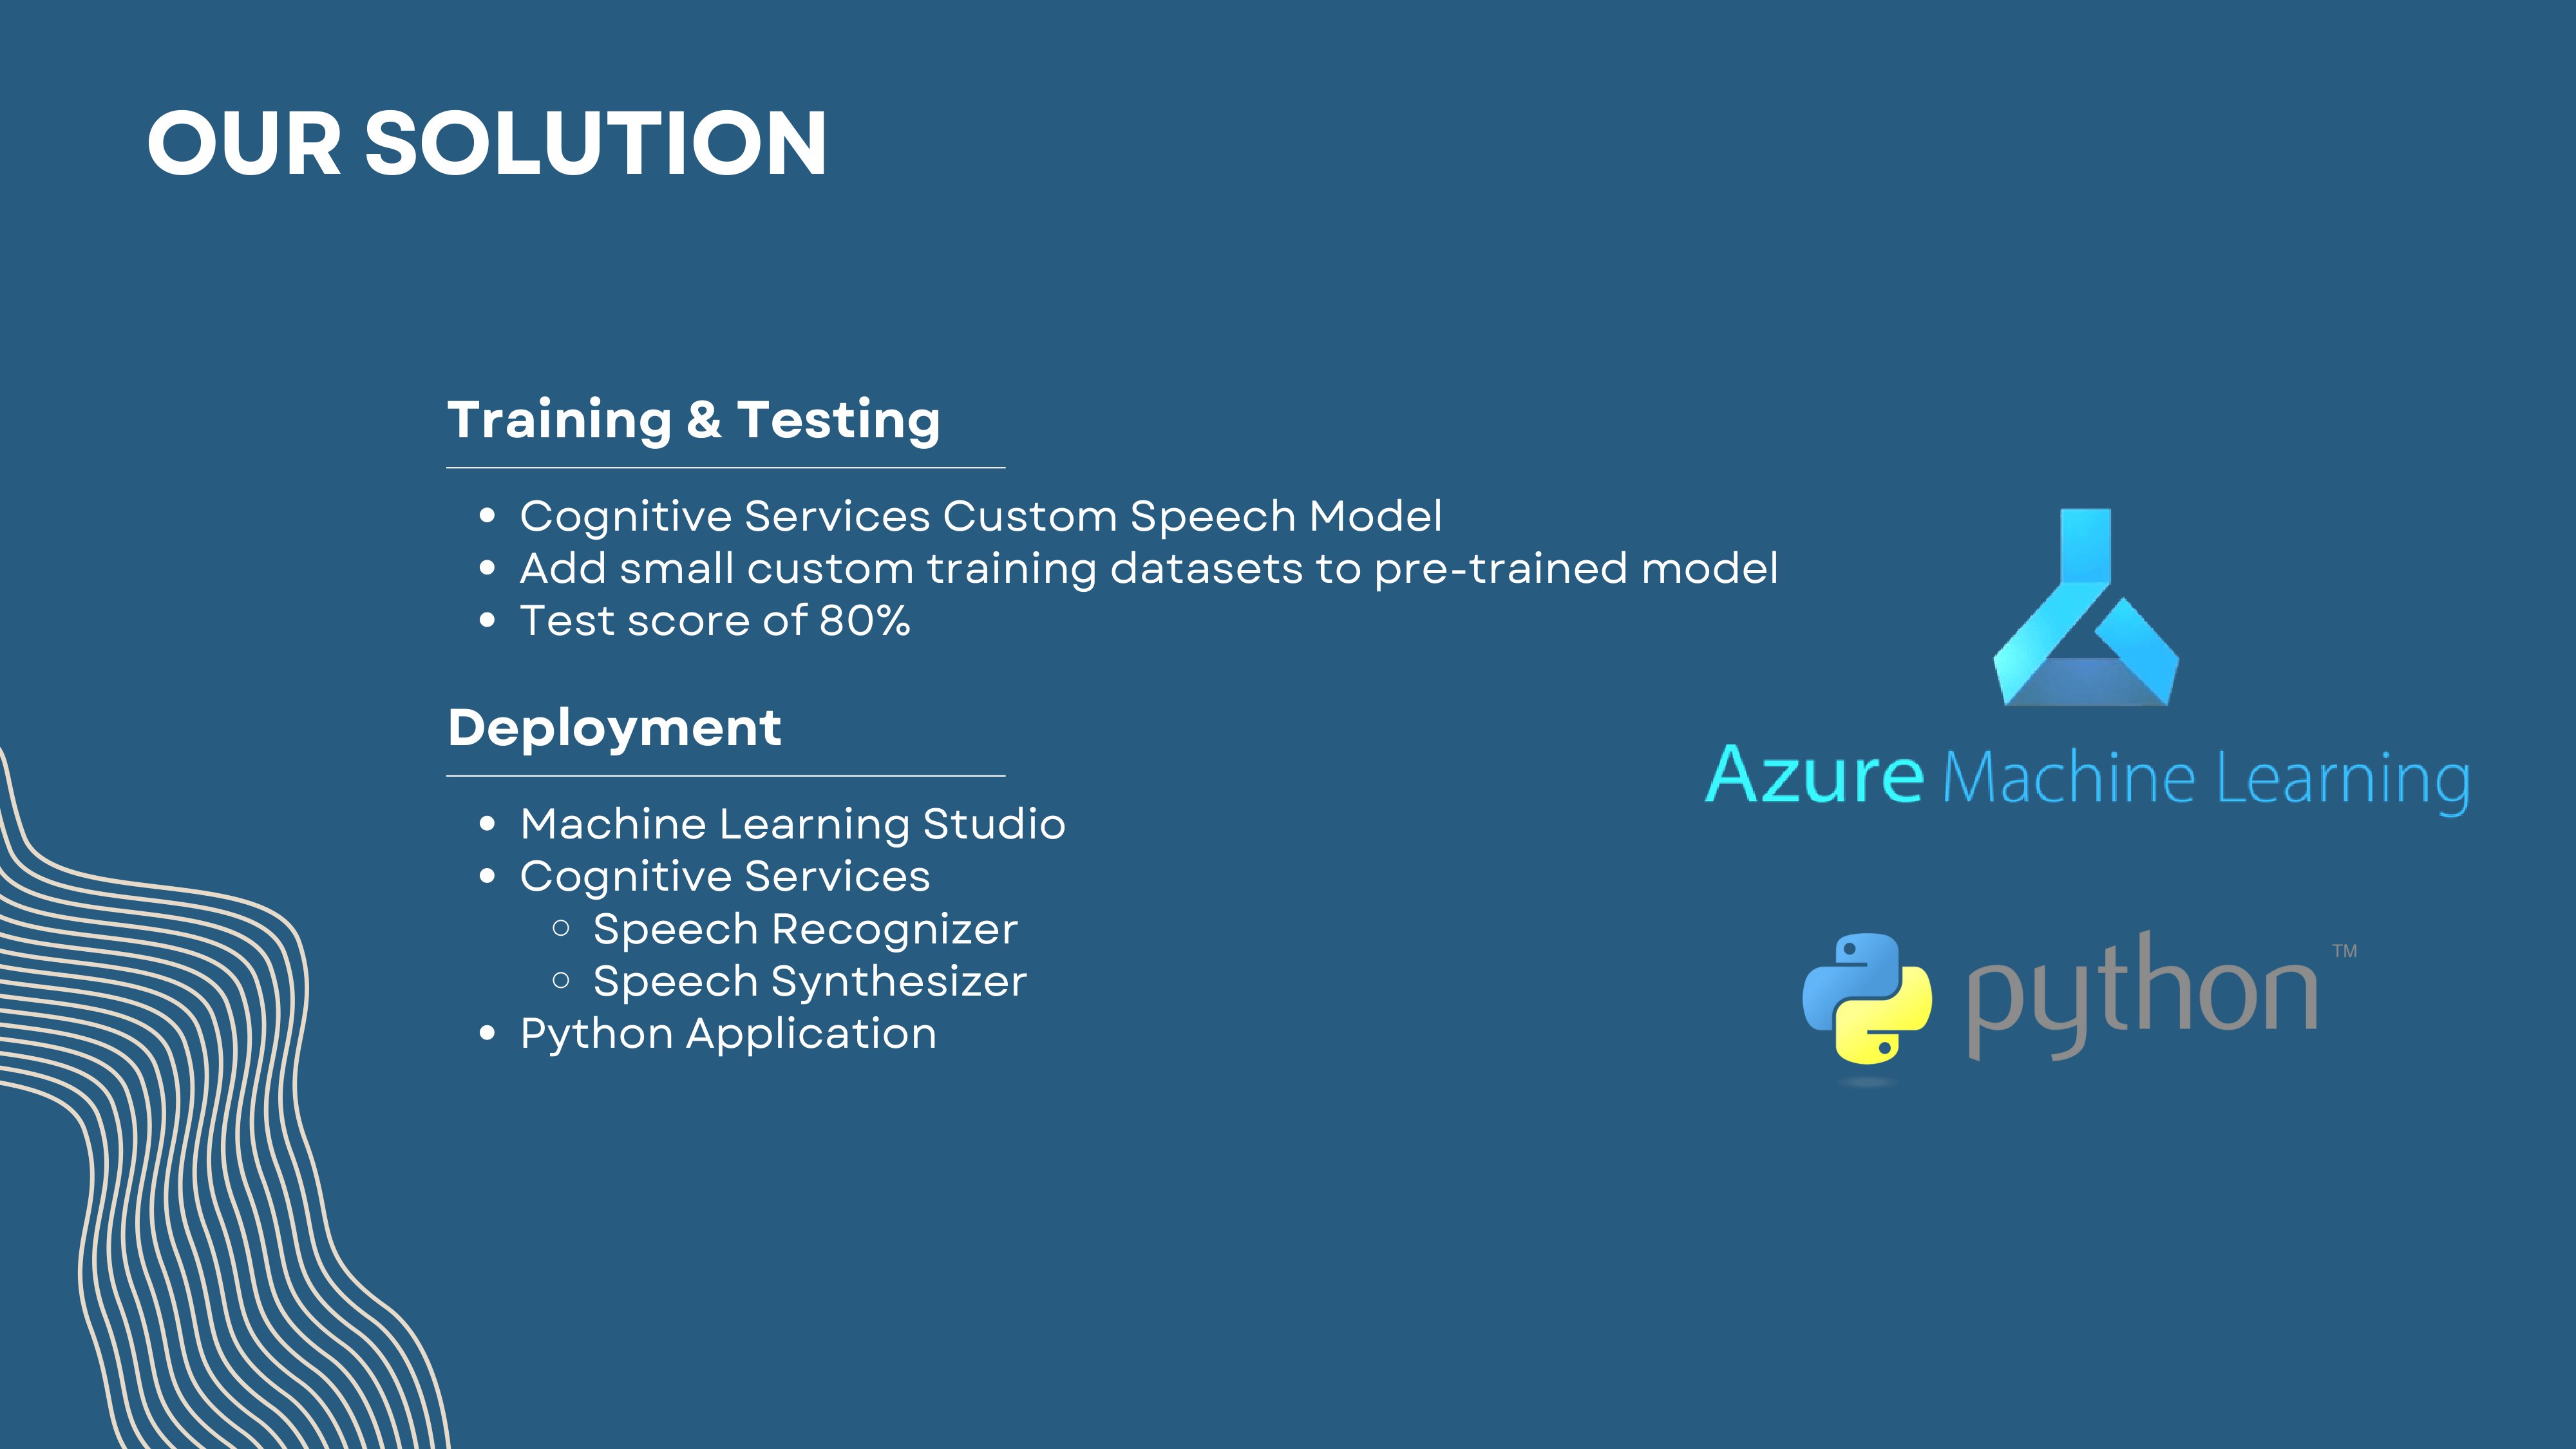 OUR SOLUTION
Training & Testing
Cognitive Services Custom Speech Model
Add small custom training datasets to pre-trained model
Test score of 80%
Deployment
Machine Learning Studio
Cognitive Services
Speech Recognizer
Speech Synthesizer
Python Application
Azure Machine Learning
python™